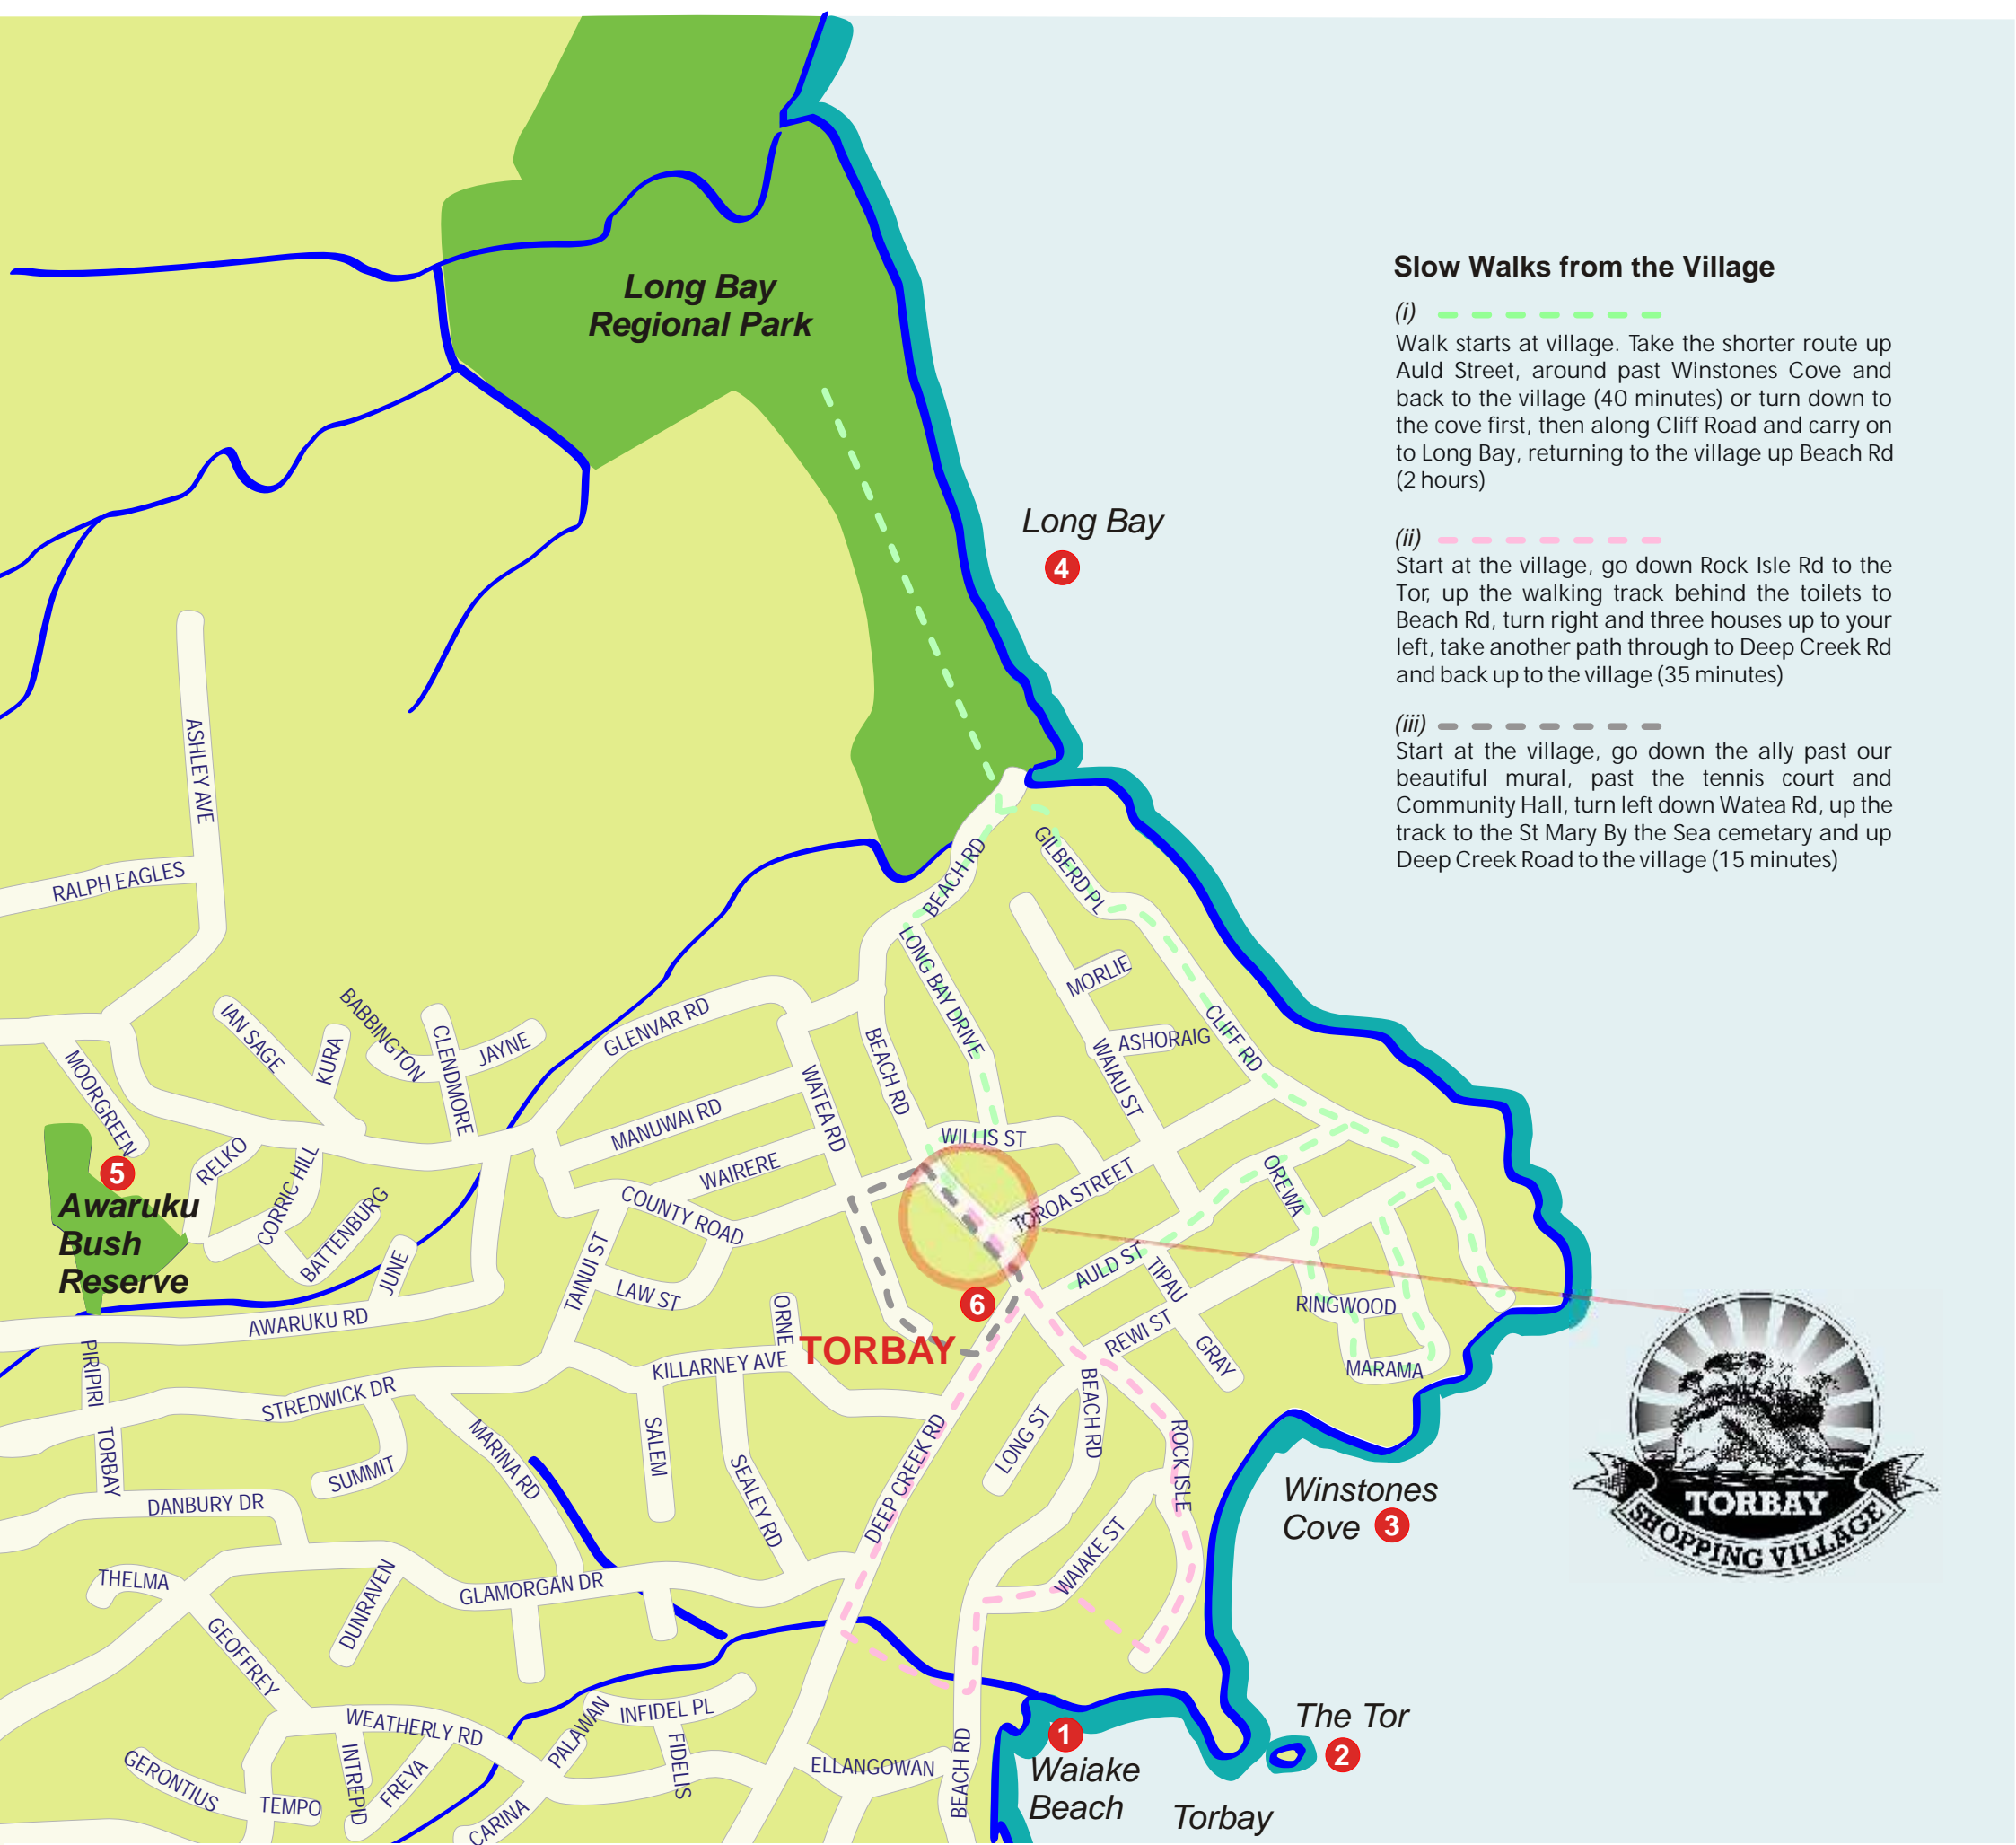 Long Bay
Regional Park
Slow Walks from the Village
(i)
Walk starts at village. Take the shorter route up
Auld Street, around past Winstones Cove and
back to the village (40 minutes) or turn down to
the cove first, then along Cliff Road and carry on
to Long Bay, returning to the village up Beach Rd
(2 hours)
(ii)
Start at the village, go down Rock Isle Rd to the
Tor, up the walking track behind the toilets to
Beach Rd, turn right and three houses up to your
left, take another path through to Deep Creek Rd
and back up to the village (35 minutes)
(iii)
Start at the village, go down the ally past our
beautiful mural, past the tennis court and
Community Hall, turn left down Watea Rd, up the
track to the St Mary By the Sea cemetary and up
Deep Creek Road to the village (15 minutes)
Long Bay
4
ASHLEY AVE
RALPH EAGLES
BEACH RD
GILBERD PL
LONG BAY DRIVE
MORLIE
IAN SAGE
KURA
BABBINGTON
CLENDMORE
JAYNE
GLENVAR RD
BEACH RD
ASHORAIG
WAIAU ST
CLIFF RD
MOORGREEN
MANUWAI RD
WATEA RD
WILLIS ST
5
Awaruku
Bush
Reserve
RELKO
CORRIC HILL
BATTENBURG
JUNE
WAIRERE
COUNTY ROAD
TOROA STREET
OREWA
TAINUI ST
LAW ST
AULD ST
TIPAU
AWARUKU RD
ORNE
6
TORBAY
RINGWOOD
REWI ST
GRAY
MARAMA
PIRIPIRI
STREDWICK DR
KILLARNEY AVE
BEACH RD
TORBAY
SUMMIT
MARINA RD
SALEM
SEALEY RD
DEEP CREEK RD
LONG ST
ROCK ISLE
DANBURY DR
WAIAKE ST
Winstones
Cove 3
TORBAY
SHOPPING VILLAGE
THELMA
DUNRAVEN
GLAMORGAN DR
GEOFFREY
WEATHERLY RD
PALAWAN
INFIDEL PL
FIDELIS
GERONTIUS
TEMPO
INTREPID
FREYA
CARINA
ELLANGOWAN
BEACH RD
1
Waiake
Beach
The Tor
2
Torbay